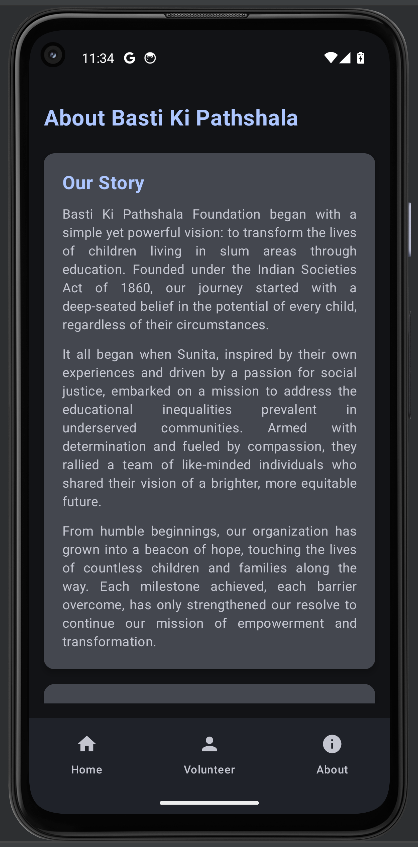 11:34
About Basti Ki Pathshala
Our Story
Basti Ki Pathshala Foundation began with a
simple yet powerful vision: to transform the lives
of children living in slum areas through
education. Founded under the Indian Societies
Act of 1860, our journey started with a
deep-seated belief in the potential of every child,
regardless of their circumstances.
It all began when Sunita, inspired by their own
experiences and driven by a passion for social
justice, embarked on a mission to address the
educational inequalities prevalent in
underserved communities. Armed with
determination and fueled by compassion, they
rallied a team of like-minded individuals who
shared their vision of a brighter, more equitable
future.
From humble beginnings, our organization has
grown into a beacon of hope, touching the lives
of countless children and families along the
way. Each milestone achieved, each barrier
overcome, has only strengthened our resolve to
continue our mission of empowerment and
transformation.
Home
Volunteer
About